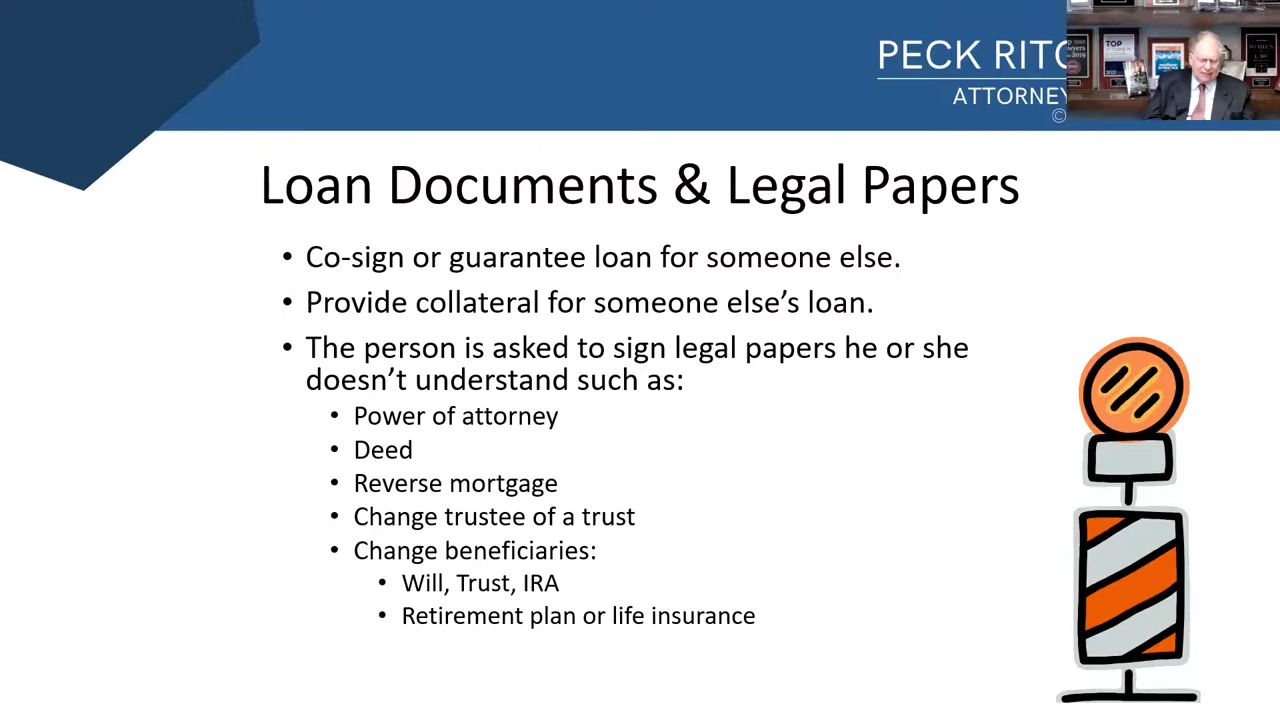 PECK RITC
ATTORNEY
©
TOP
2021
Loan Documents & Legal Papers
• Co-sign or guarantee loan for someone else.
• Provide collateral for someone else’s loan.
• The person is asked to sign legal papers he or she
doesn’t understand such as:
• Power of attorney
• Deed
• Reverse mortgage
• Change trustee of a trust
• Change beneficiaries:
• Will, Trust, IRA
• Retirement plan or life insurance